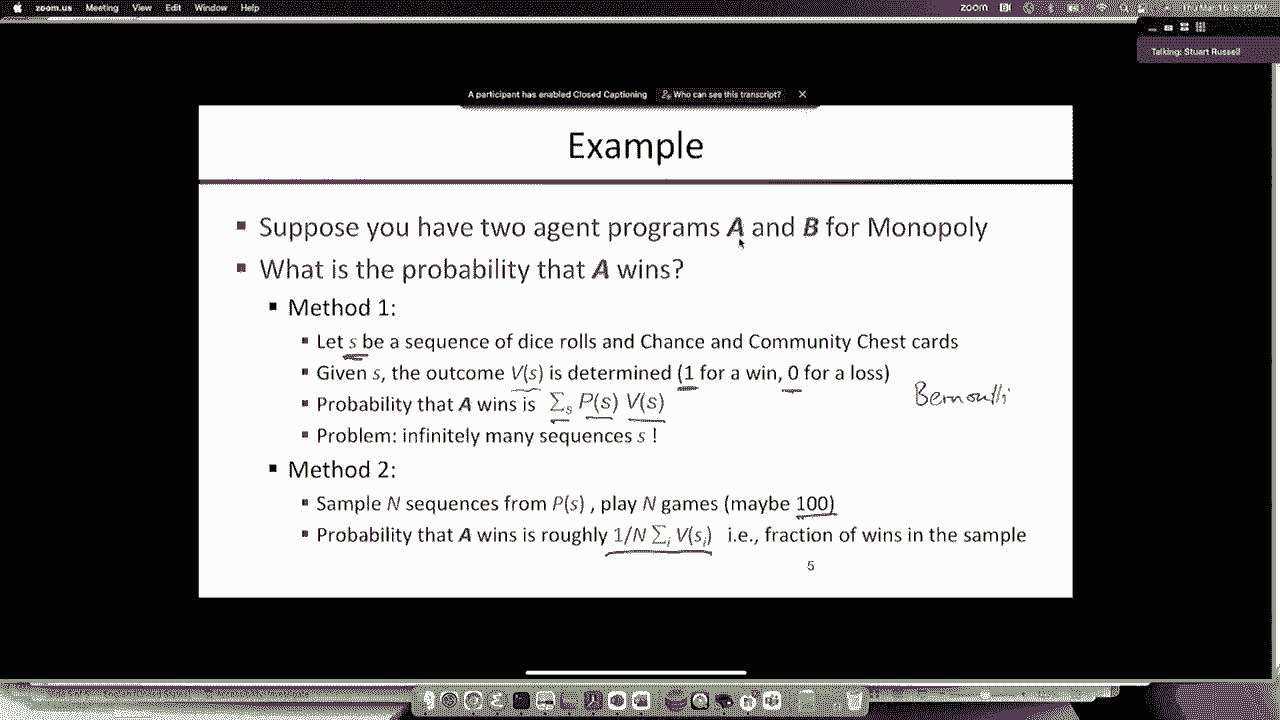 zoom.us Meeting View Edit Window Help zoom
Talking: Stuart Russell
A participant has enabled Closed Captioning Who can see this transcript?
Example
Suppose you have two agent programs A and B for Monopoly
What is the probability that A wins?
Method 1:
Let s be a sequence of dice rolls and Chance and Community Chest cards
Given s, the outcome V(s) is determined (1 for a win, 0 for a loss)
Bernoulli
Probability that A wins is ∑s P(s) V(s)
Problem: infinitely many sequences s !
Method 2:
Sample N sequences from P(s) , play N games (maybe 100)
Probability that A wins is roughly 1/N ∑i V(si) i.e., fraction of wins in the sample
5